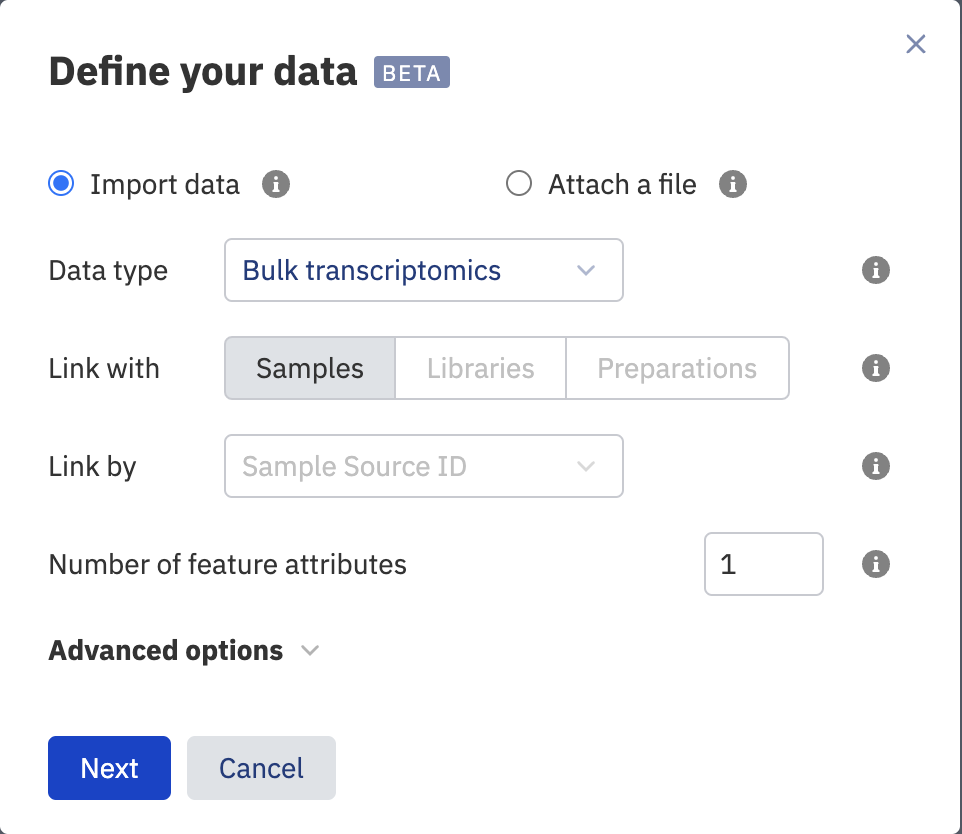 Define your data BETA
Import data Attach a file
Data type Bulk transcriptomics
Link with Samples Libraries Preparations
Link by Sample Source ID
Number of feature attributes 1
Advanced options
Next Cancel